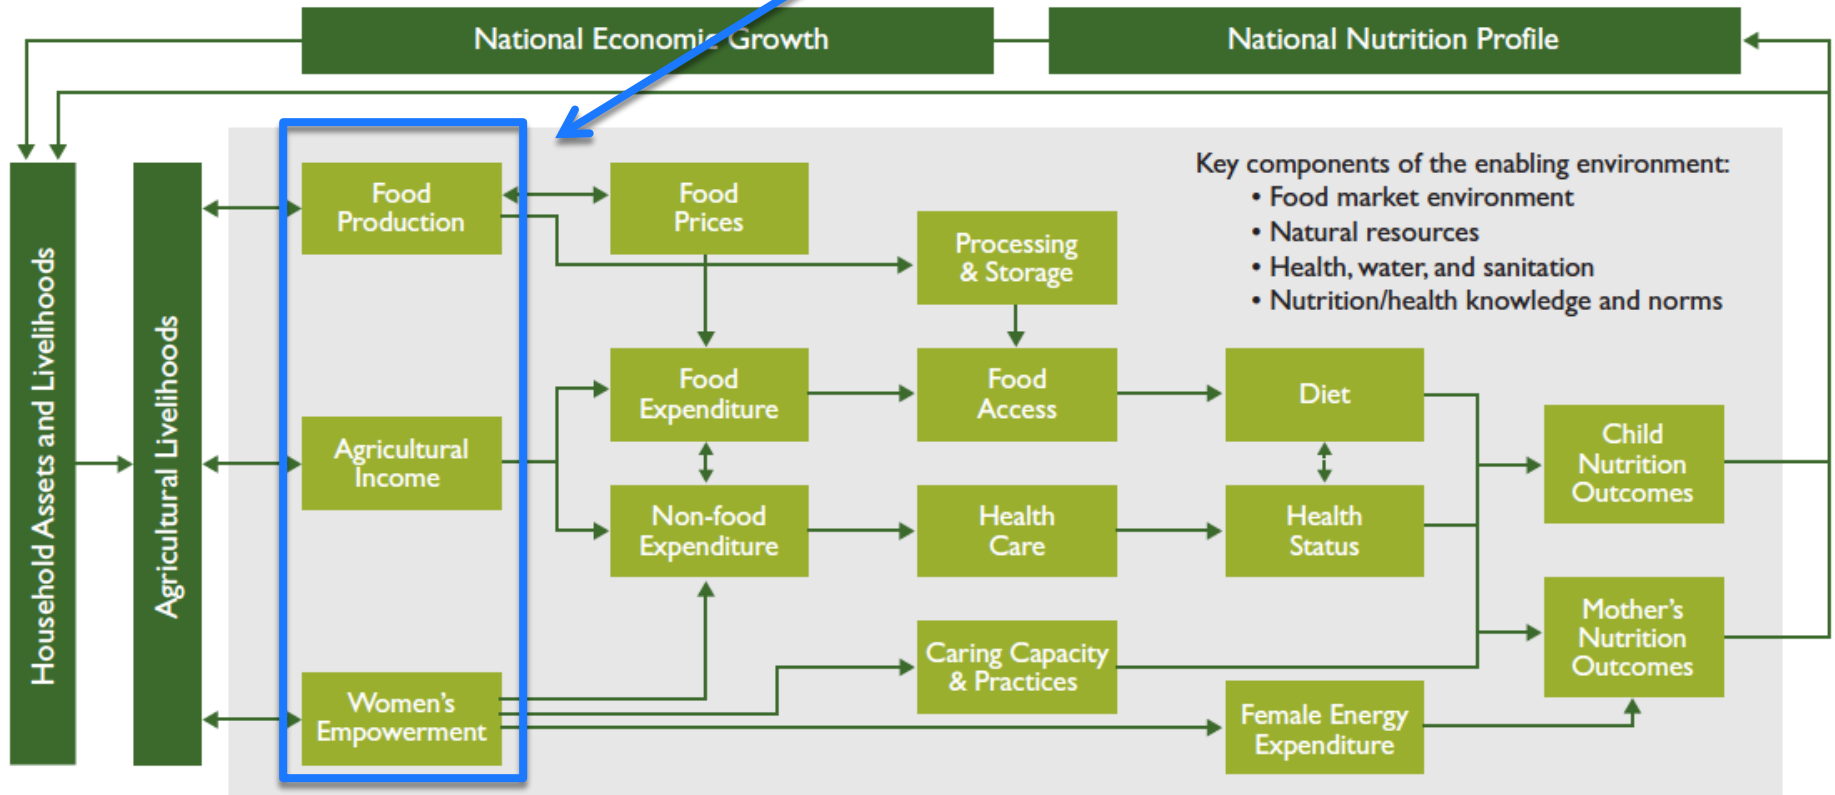 National Economic Growth
National Nutrition Profile
Household Assets and Livelihoods
Agricultural Livelihoods
Food
Production
Food
Prices
Processing
& Storage
Key components of the enabling environment:
• Food market environment
• Natural resources
• Health, water, and sanitation
• Nutrition/health knowledge and norms
Agricultural
Income
Food
Expenditure
Food
Access
Diet
Non-food
Expenditure
Health
Care
Health
Status
Child
Nutrition
Outcomes
Women’s
Empowerment
Caring Capacity
& Practices
Female Energy
Expenditure
Mother’s
Nutrition
Outcomes